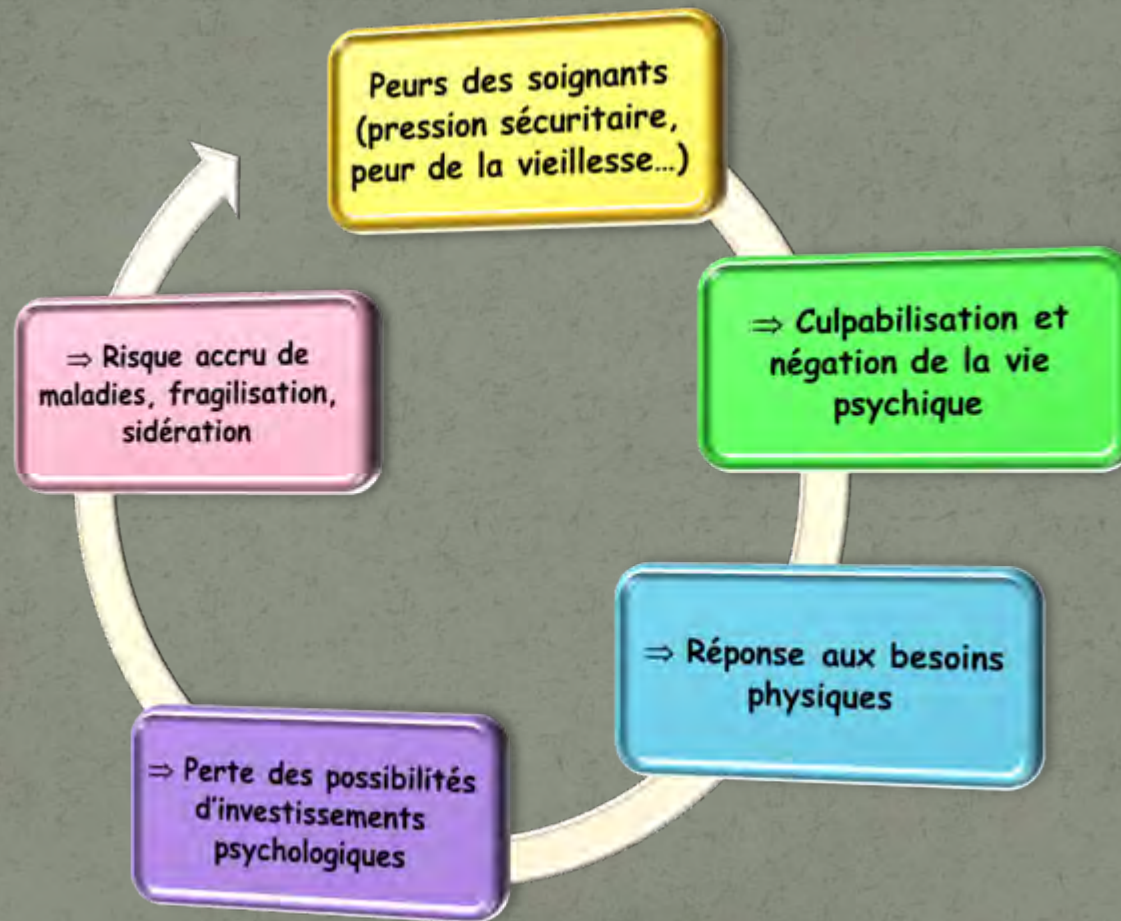 Peurs des soignants
(pression sécuritaire,
peur de la vieillesse...)
⇒ Culpabilisation et
négation de la vie
psychique
⇒ Réponse aux besoins
physiques
⇒ Perte des possibilités
d'investissements
psychologiques
⇒ Risque accru de
maladies, fragilisation,
sidération